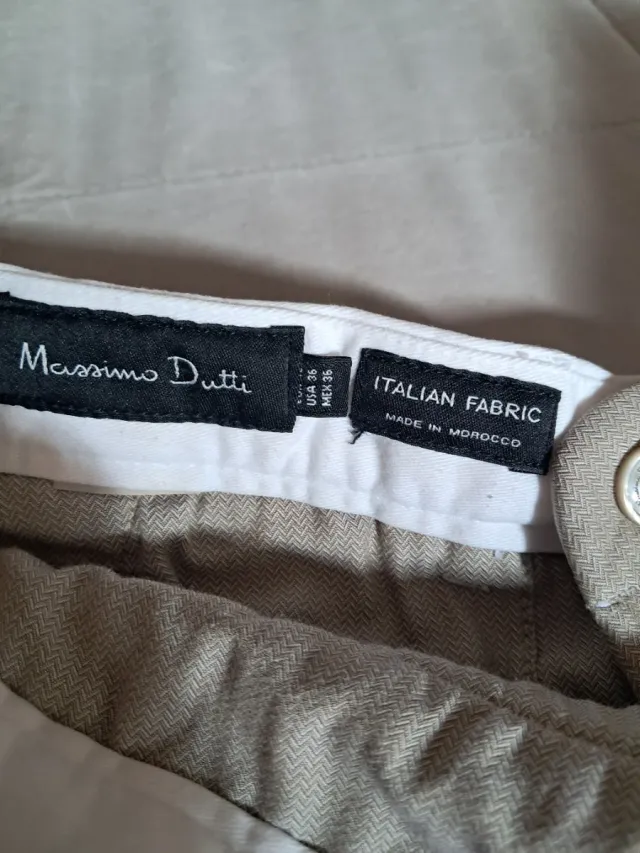 Massimo Dutti
USA 36
MEX 36
ITALIAN FABRIC
MADE IN MOROCCO